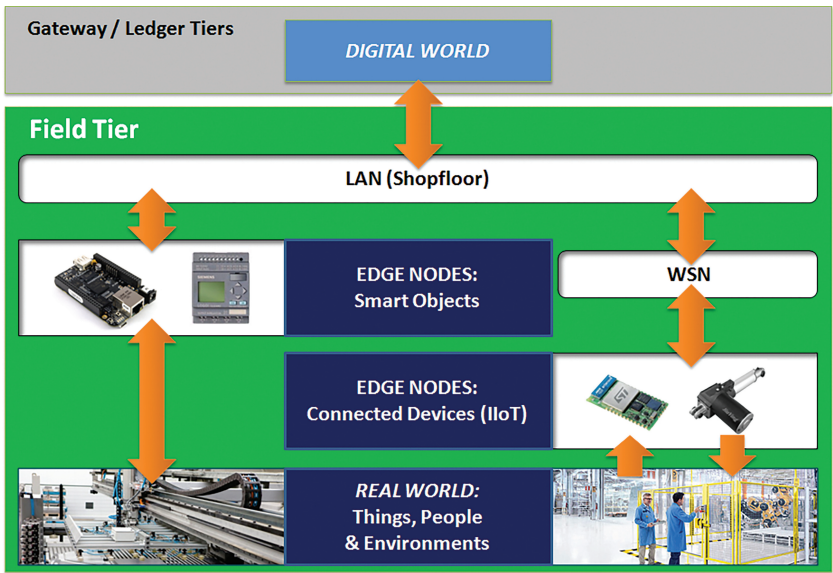 Gateway / Ledger Tiers
DIGITAL WORLD
Field Tier
LAN (Shopfloor)
SIEMENS
EDGE NODES:
Smart Objects
WSN
EDGE NODES:
Connected Devices (IIoT)
REAL WORLD:
Things, People
& Environments